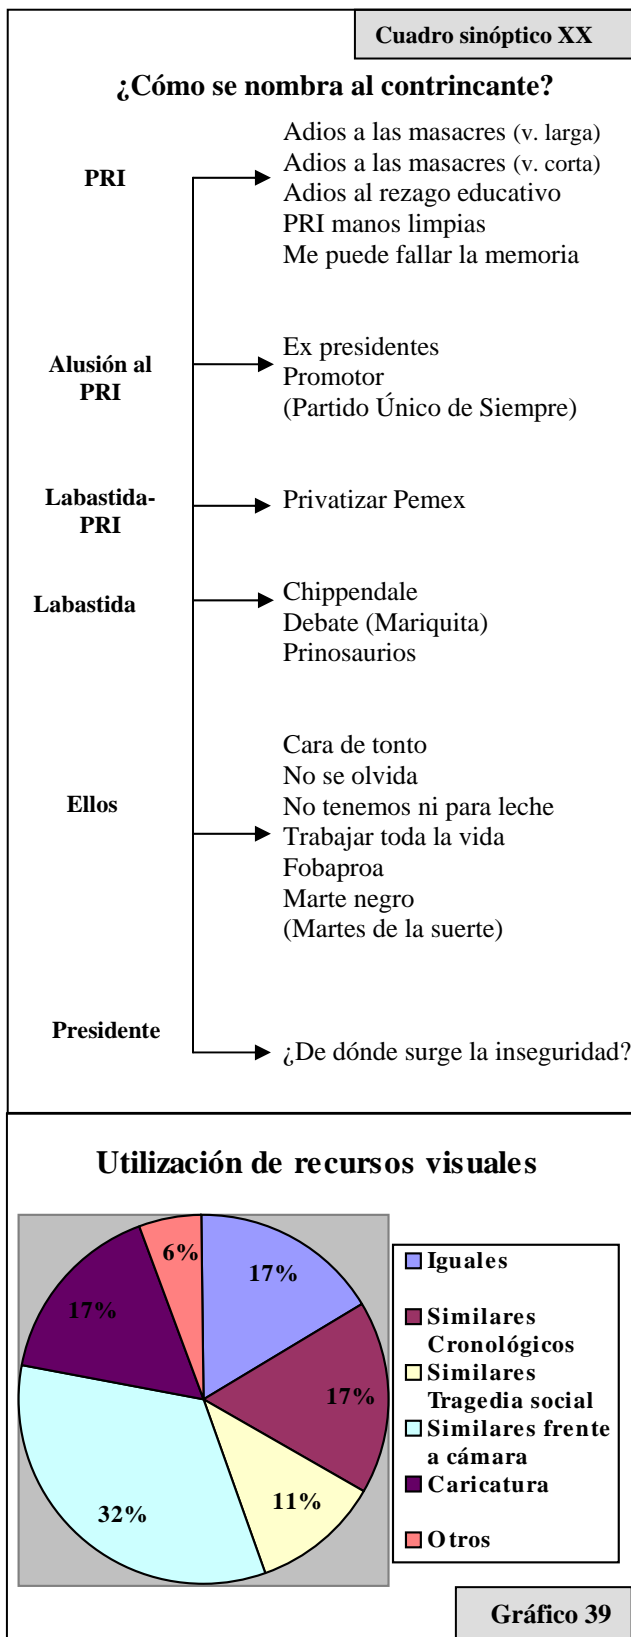 Cuadro sinóptico XX
¿Cómo se nombra al contrincante?
PRI
Adios a las masacres (v. larga)
Adios a las masacres (v. corta)
Adios al rezago educativo
PRI manos limpias
Me puede fallar la memoria
Alusión al
PRI
Ex presidentes
Promotor
(Partido Único de Siempre)
Labastida-
PRI
Privatizar Pemex
Labastida
Chippendale
Debate (Mariquita)
Prinosaurios
Ellos
Cara de tonto
No se olvida
No tenemos ni para leche
Trabajar toda la vida
Fobaproa
Marte negro
(Martes de la suerte)
Presidente
¿De dónde surge la inseguridad?
Utilización de recursos visuales
6%
17%
17%
17%
32%
11%
Iguales
Similares
Cronológicos
Similares
Tragedia social
Similares frente
a cámara
Caricatura
Otros
Gráfico 39